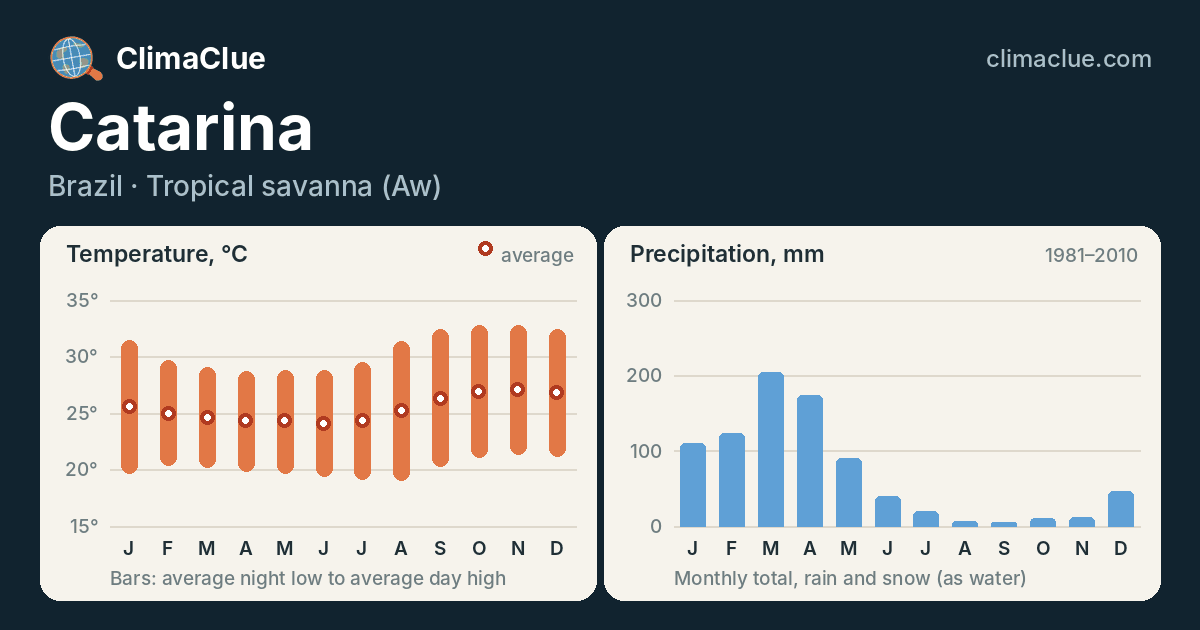 ClimaClue
climaclue.com
Catarina
Brazil · Tropical savanna (Aw)
Temperature, °C
average
35°
30°
25°
20°
15°
J F M A M J J A S O N D
Bars: average night low to average day high
Precipitation, mm
1981–2010
300
200
100
0
J F M A M J J A S O N D
Monthly total, rain and snow (as water)